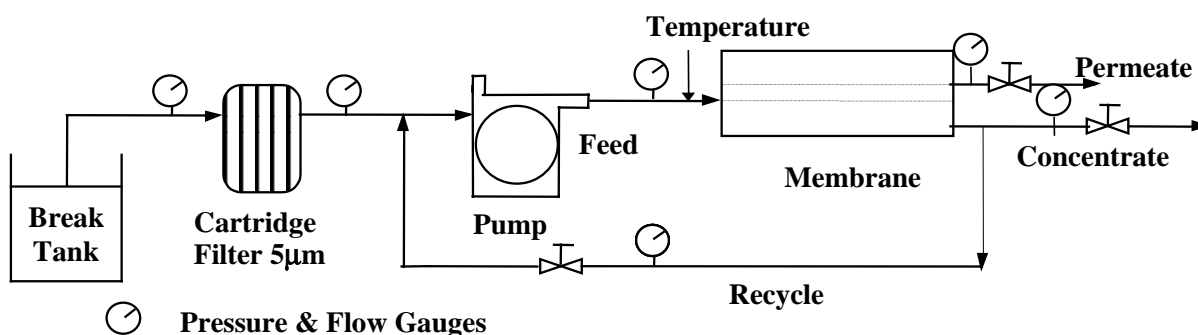 Temperature
Permeate
Feed
Concentrate
Membrane
Break
Tank
Cartridge
Filter 5μm
Pump
Recycle
Pressure & Flow Gauges